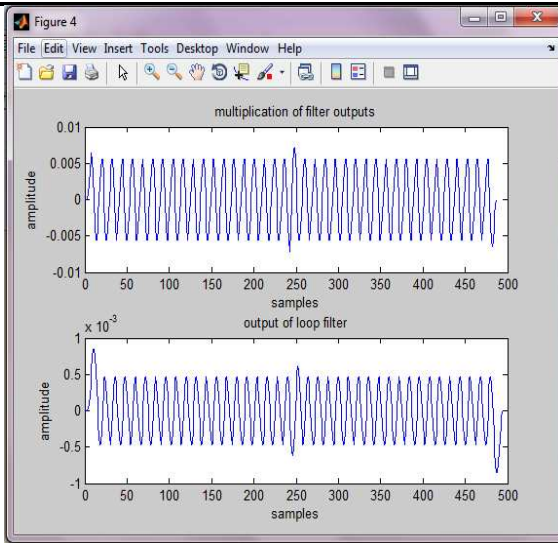 Figure 4
File Edit View Insert Tools Desktop Window Help
multiplication of filter outputs
0.01
0.005
0
-0.005
-0.01
amplitude
0 50 100 150 200 250 300 350 400 450 500
samples
output of loop filter
x 10-3
1
0.5
0
-0.5
-1
amplitude
0 50 100 150 200 250 300 350 400 450 500
samples